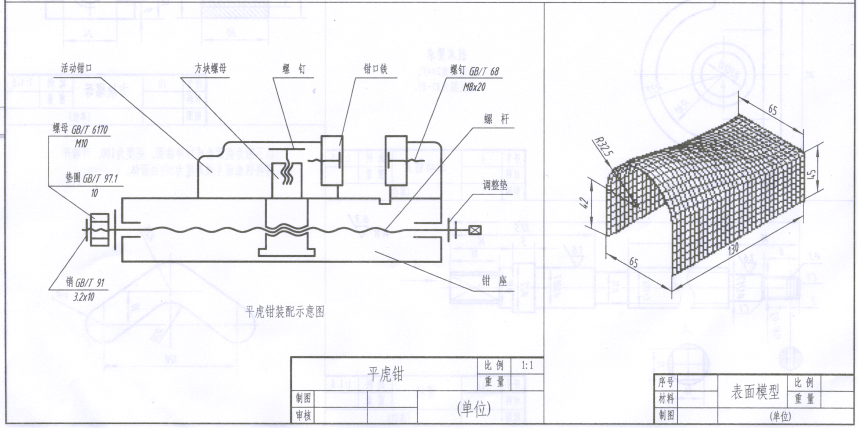 活动钳口
方块螺母
螺 钉
钳口铁
螺钉 GB/T 68
M8x20
螺母 GB/T 6170
M10
螺 杆
垫圈 GB/T 97.1
10
调整垫
销 GB/T 91
3.2x10
钳 座
平虎钳装配示意图
平虎钳
比 例
1:1
重 量
制图
审核
(单位)
65
R32.5
45
42
65
130
序号
材料
制图
表面模型
比 例
重 量
(单位)